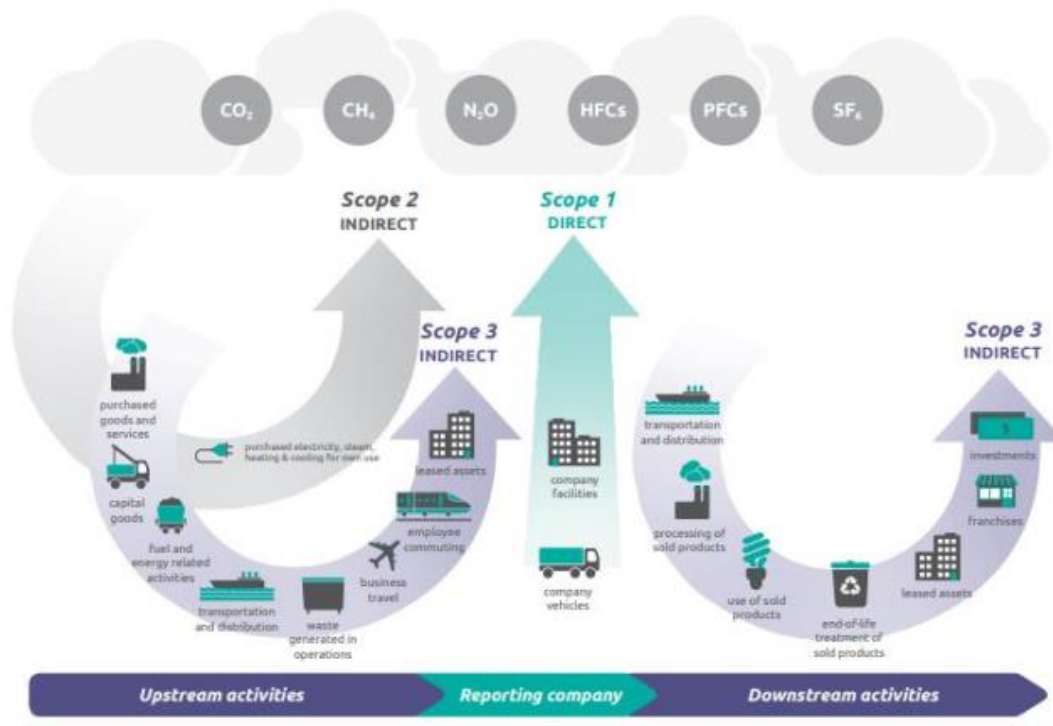 CO₂
CH₄
N₂O
HFCs
PFCs
SF₆
Scope 2
INDIRECT
Scope 1
DIRECT
Scope 3
INDIRECT
Scope 3
INDIRECT
purchased
goods and
services
capital
goods
fuel and
energy related
activities
transportation
and distribution
waste
generated in
operations
business
travel
employee
commuting
leased assets
purchased electricity, steam,
heating & cooling for own use
company
facilities
company
vehicles
transportation
and distribution
processing of
sold products
use of sold
products
end-of-life
treatment of
sold products
leased assets
franchises
investments
$
Upstream activities
Reporting company
Downstream activities